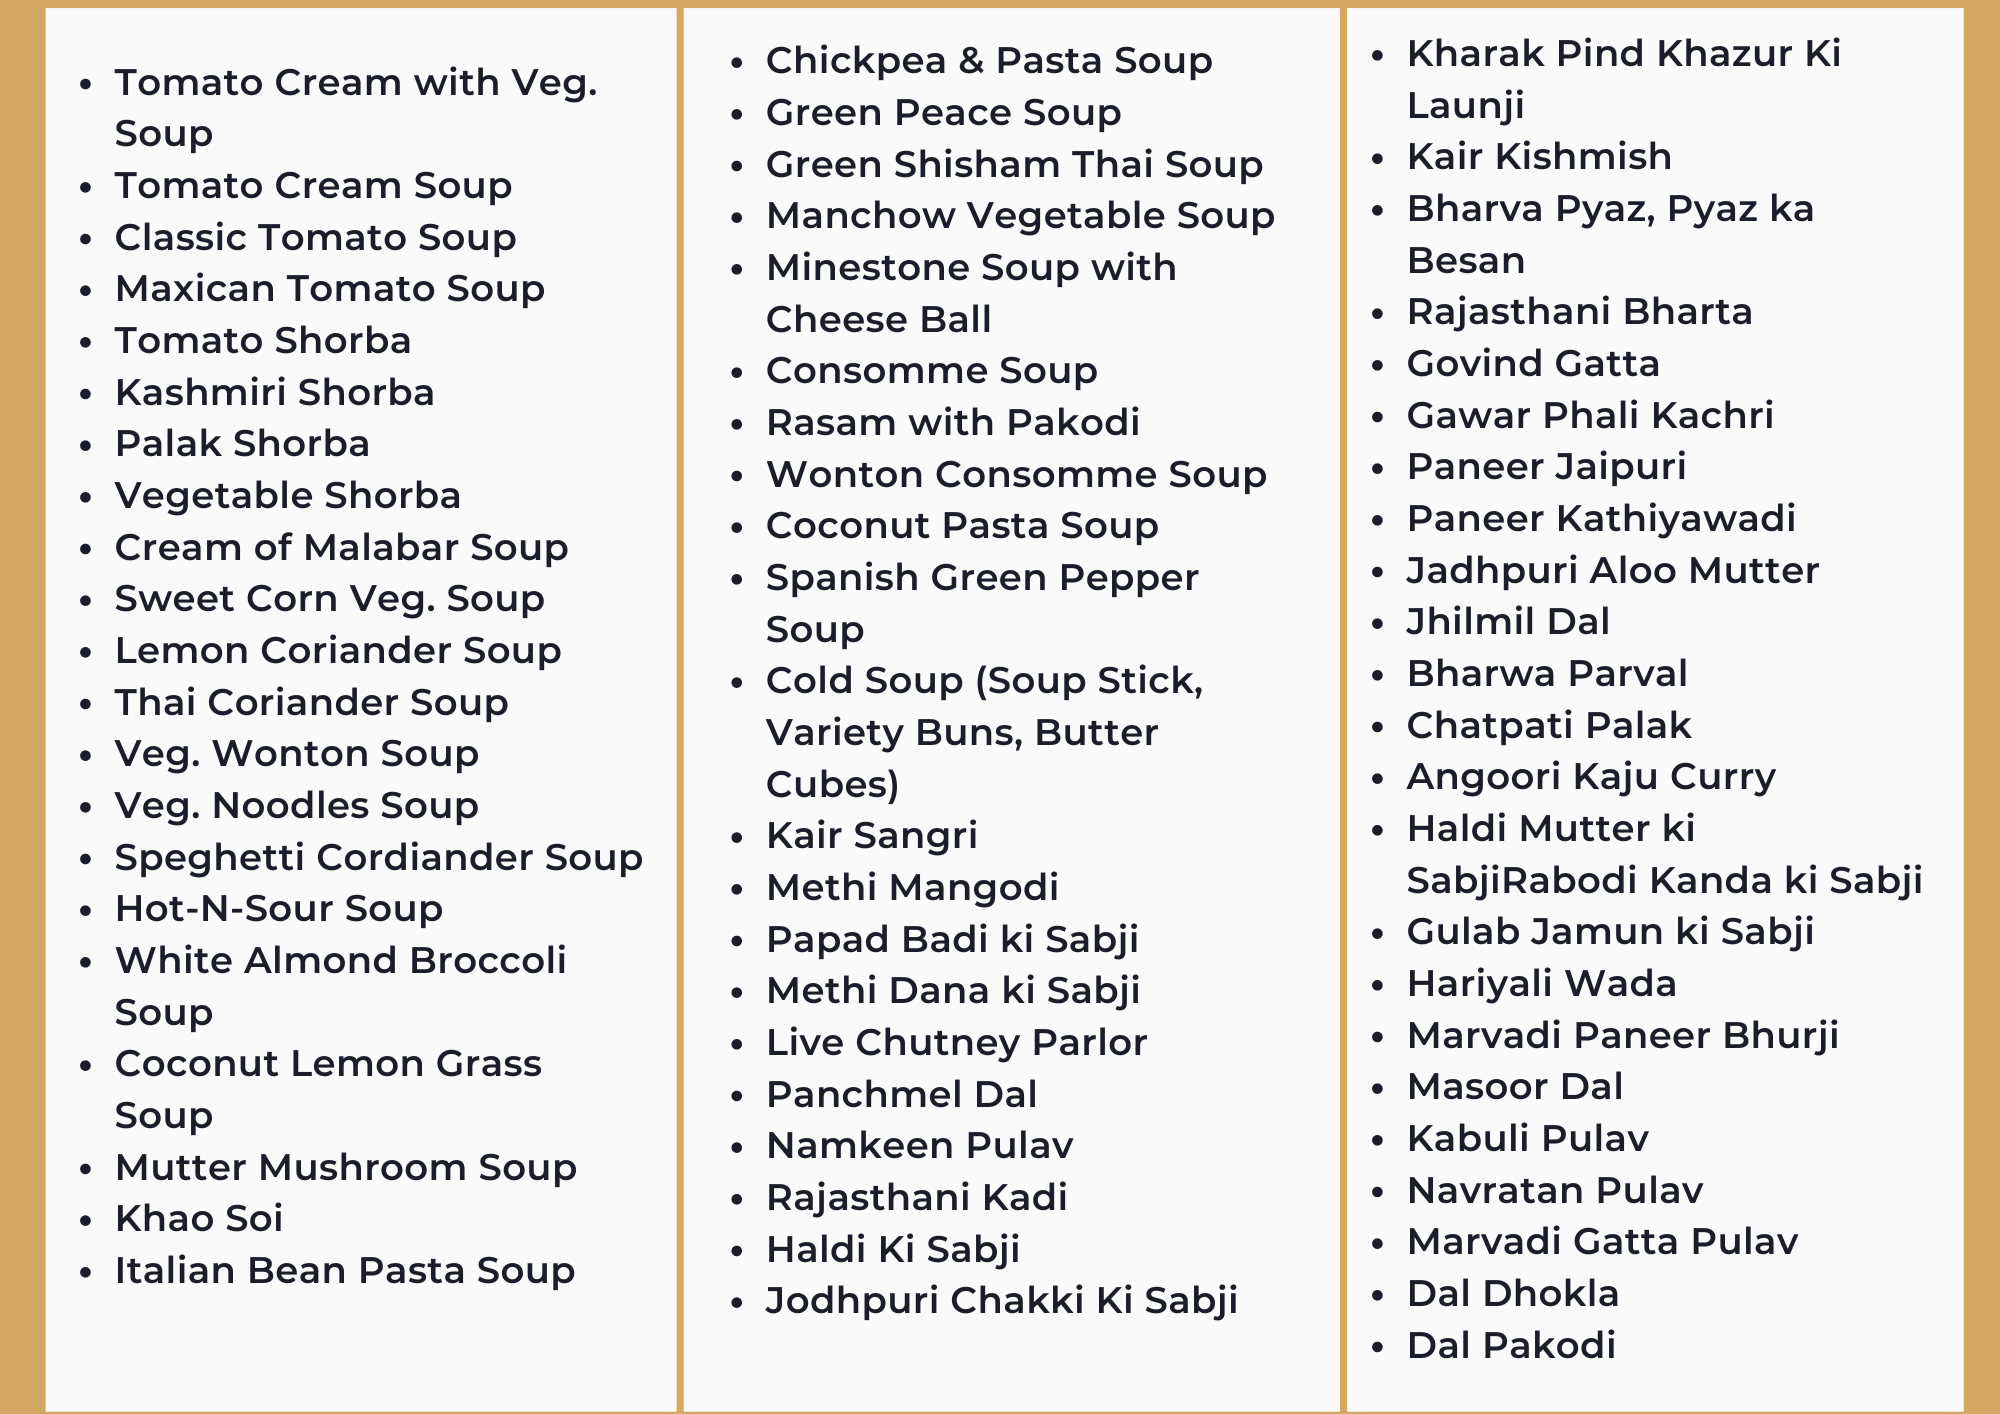 • Tomato Cream with Veg.
Soup
• Tomato Cream Soup
• Classic Tomato Soup
• Maxican Tomato Soup
• Tomato Shorba
• Kashmiri Shorba
• Palak Shorba
• Vegetable Shorba
• Cream of Malabar Soup
• Sweet Corn Veg. Soup
• Lemon Coriander Soup
• Thai Coriander Soup
• Veg. Wonton Soup
• Veg. Noodles Soup
• Speghetti Cordiander Soup
• Hot-N-Sour Soup
• White Almond Broccoli
Soup
• Coconut Lemon Grass
Soup
• Mutter Mushroom Soup
• Khao Soi
• Italian Bean Pasta Soup
• Chickpea & Pasta Soup
• Green Peace Soup
• Green Shisham Thai Soup
• Manchow Vegetable Soup
• Minestone Soup with
Cheese Ball
• Consomme Soup
• Rasam with Pakodi
• Wonton Consomme Soup
• Coconut Pasta Soup
• Spanish Green Pepper
Soup
• Cold Soup (Soup Stick,
Variety Buns, Butter
Cubes)
• Kair Sangri
• Methi Mangodi
• Papad Badi ki Sabji
• Methi Dana ki Sabji
• Live Chutney Parlor
• Panchmel Dal
• Namkeen Pulav
• Rajasthani Kadi
• Haldi Ki Sabji
• Jodhpuri Chakki Ki Sabji
• Kharak Pind Khazur Ki
Launji
• Kair Kishmish
• Bharva Pyaz, Pyaz ka
Besan
• Rajasthani Bharta
• Govind Gatta
• Gawar Phali Kachri
• Paneer Jaipuri
• Paneer Kathiyawadi
• Jadhpuri Aloo Mutter
• Jhilmil Dal
• Bharwa Parval
• Chatpati Palak
• Angoori Kaju Curry
• Haldi Mutter ki
SabjiRabodi Kanda ki Sabji
• Gulab Jamun ki Sabji
• Hariyali Wada
• Marvadi Paneer Bhurji
• Masoor Dal
• Kabuli Pulav
• Navratan Pulav
• Marvadi Gatta Pulav
• Dal Dhokla
• Dal Pakodi